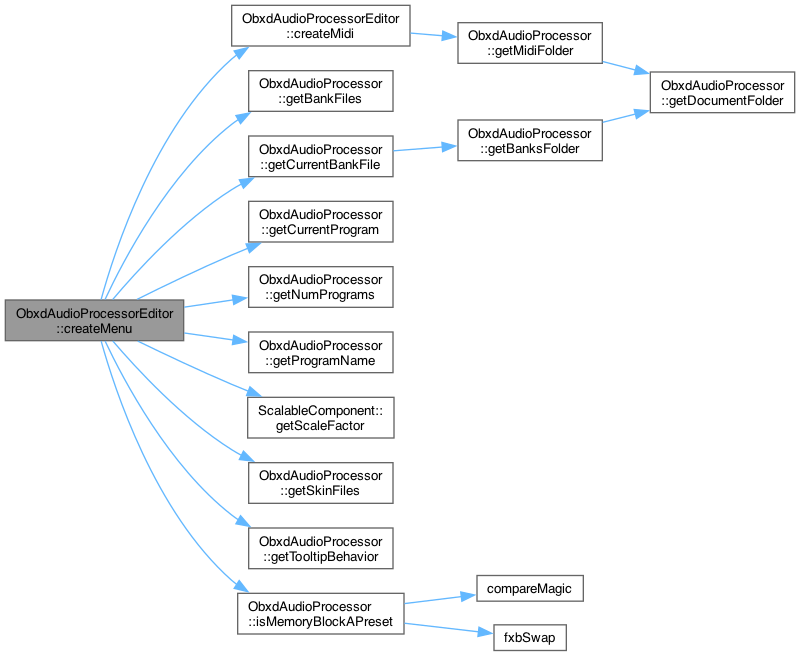 ObxdAudioProcessorEditor
::createMenu
ObxdAudioProcessorEditor
::createMidi
ObxdAudioProcessor
::getMidiFolder
ObxdAudioProcessor
::getDocumentFolder
ObxdAudioProcessor
::getBankFiles
ObxdAudioProcessor
::getCurrentBankFile
ObxdAudioProcessor
::getBanksFolder
ObxdAudioProcessor
::getCurrentProgram
ObxdAudioProcessor
::getNumPrograms
ObxdAudioProcessor
::getProgramName
ScalableComponent::
getScaleFactor
ObxdAudioProcessor
::getSkinFiles
ObxdAudioProcessor
::getTooltipBehavior
ObxdAudioProcessor
::isMemoryBlockAPreset
compareMagic
fxbSwap